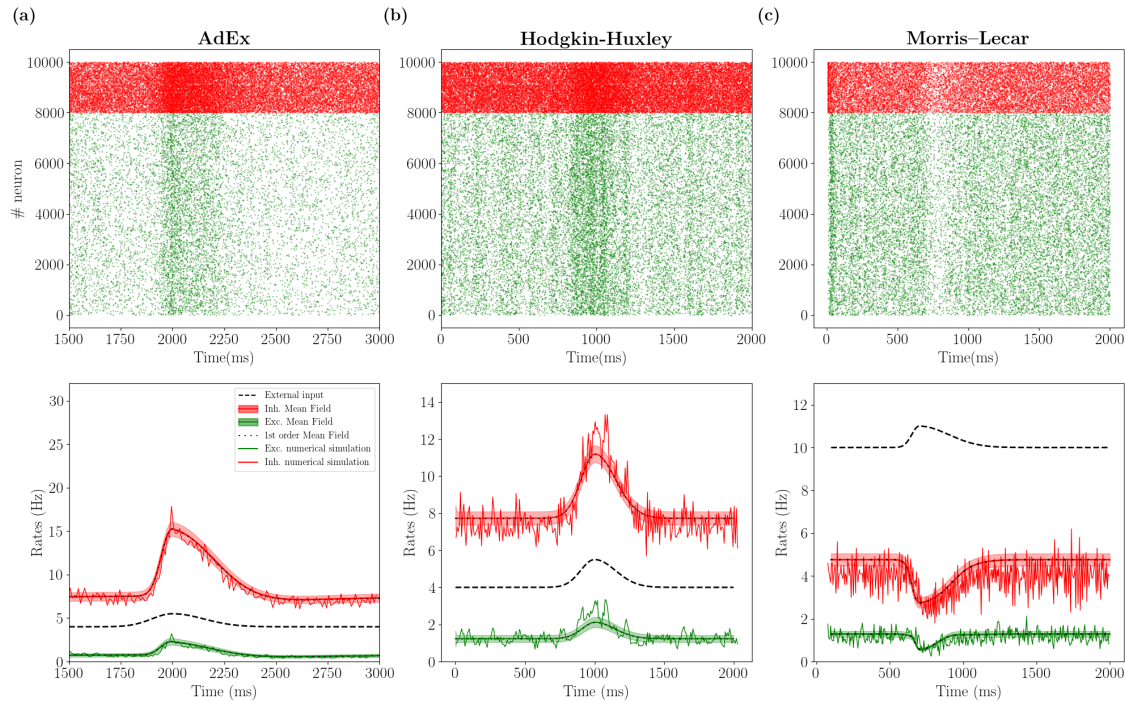 (a)
AdEx
# neuron
10000
8000
6000
4000
2000
0
1500 1750 2000 2250 2500 2750 3000
Time(ms)
(b)
Hodgkin-Huxley
10000
8000
6000
4000
2000
0
0 500 1000 1500 2000
Time(ms)
(c)
Morris–Lecar
10000
8000
6000
4000
2000
0
0 500 1000 1500 2000
Time(ms)
Rates (Hz)
30
25
20
15
10
5
0
External input
Inh. Mean Field
Exc. Mean Field
1st order Mean Field
Exc. numerical simulation
Inh. numerical simulation
1500 1750 2000 2250 2500 2750 3000
Time (ms)
Rates (Hz)
14
12
10
8
6
4
2
0
0 500 1000 1500 2000
Time (ms)
Rates (Hz)
12
10
8
6
4
2
0
0 500 1000 1500 2000
Time (ms)